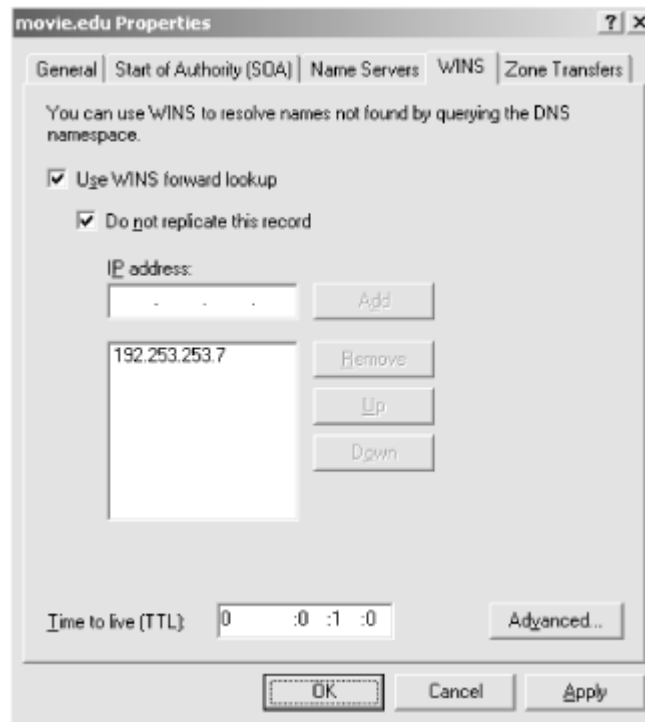 movie.edu Properties
General Start of Authority (SOA) Name Servers WINS Zone Transfers
You can use WINS to resolve names not found by querying the DNS
namespace.
Use WINS forward lookup
Do not replicate this record
IP address:
. . . Add
192.253.253.7 Remove
Up
Down
Time to live (TTL): 0 :0 :1 :0 Advanced...
OK Cancel Apply